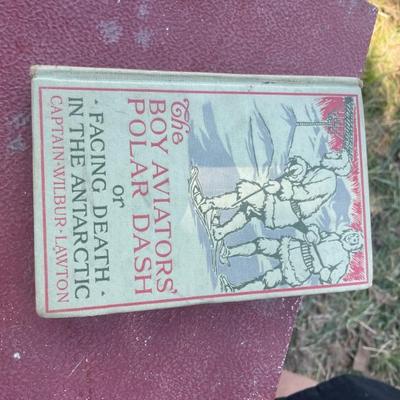 The
BOY AVIATORS'
POLAR DASH
or
· FACING DEATH ·
IN THE ANTARCTIC
CAPTAIN · WILBUR · LAWTON